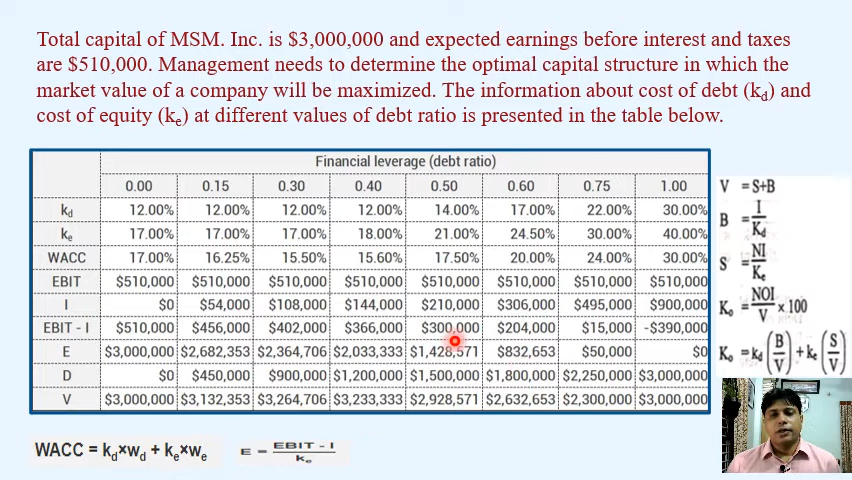 Total capital of MSM. Inc. is $3,000,000 and expected earnings before interest and taxes
are $510,000. Management needs to determine the optimal capital structure in which the
market value of a company will be maximized. The information about cost of debt (kd) and
cost of equity (ke) at different values of debt ratio is presented in the table below.
Financial leverage (debt ratio)
0.00 0.15 0.30 0.40 0.50 0.60 0.75 1.00
kd 12.00% 12.00% 12.00% 12.00% 14.00% 17.00% 22.00% 30.00%
ke 17.00% 17.00% 17.00% 18.00% 21.00% 24.50% 30.00% 40.00%
WACC 17.00% 16.25% 15.50% 15.60% 17.50% 20.00% 24.00% 30.00%
EBIT $510,000 $510,000 $510,000 $510,000 $510,000 $510,000 $510,000 $510,000
I $0 $54,000 $108,000 $144,000 $210,000 $306,000 $495,000 $900,000
EBIT - I $510,000 $456,000 $402,000 $366,000 $300,000 $204,000 $15,000 -$390,000
E $3,000,000 $2,682,353 $2,364,706 $2,033,333 $1,428,571 $832,653 $50,000 $0
D $0 $450,000 $900,000 $1,200,000 $1,500,000 $1,800,000 $2,250,000 $3,000,000
V $3,000,000 $3,132,353 $3,264,706 $3,233,333 $2,928,571 $2,632,653 $2,300,000 $3,000,000
V = S+B
B = I/Kd
S = NI/Ke
Ko = NOI/V × 100
Ko = kd (B/V) + ke (S/V)
WACC = kd×wd + ke×we
E = EBIT - I/ke